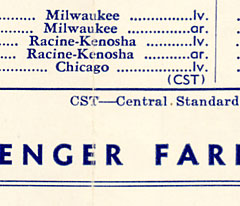 Milwaukee ..............lv.
Milwaukee ..............ar.
Racine-Kenosha ............lv.
Racine-Kenosha ............ar.
Chicago ..............lv.
(CST)
CST—Central Standard
ENGER FAR